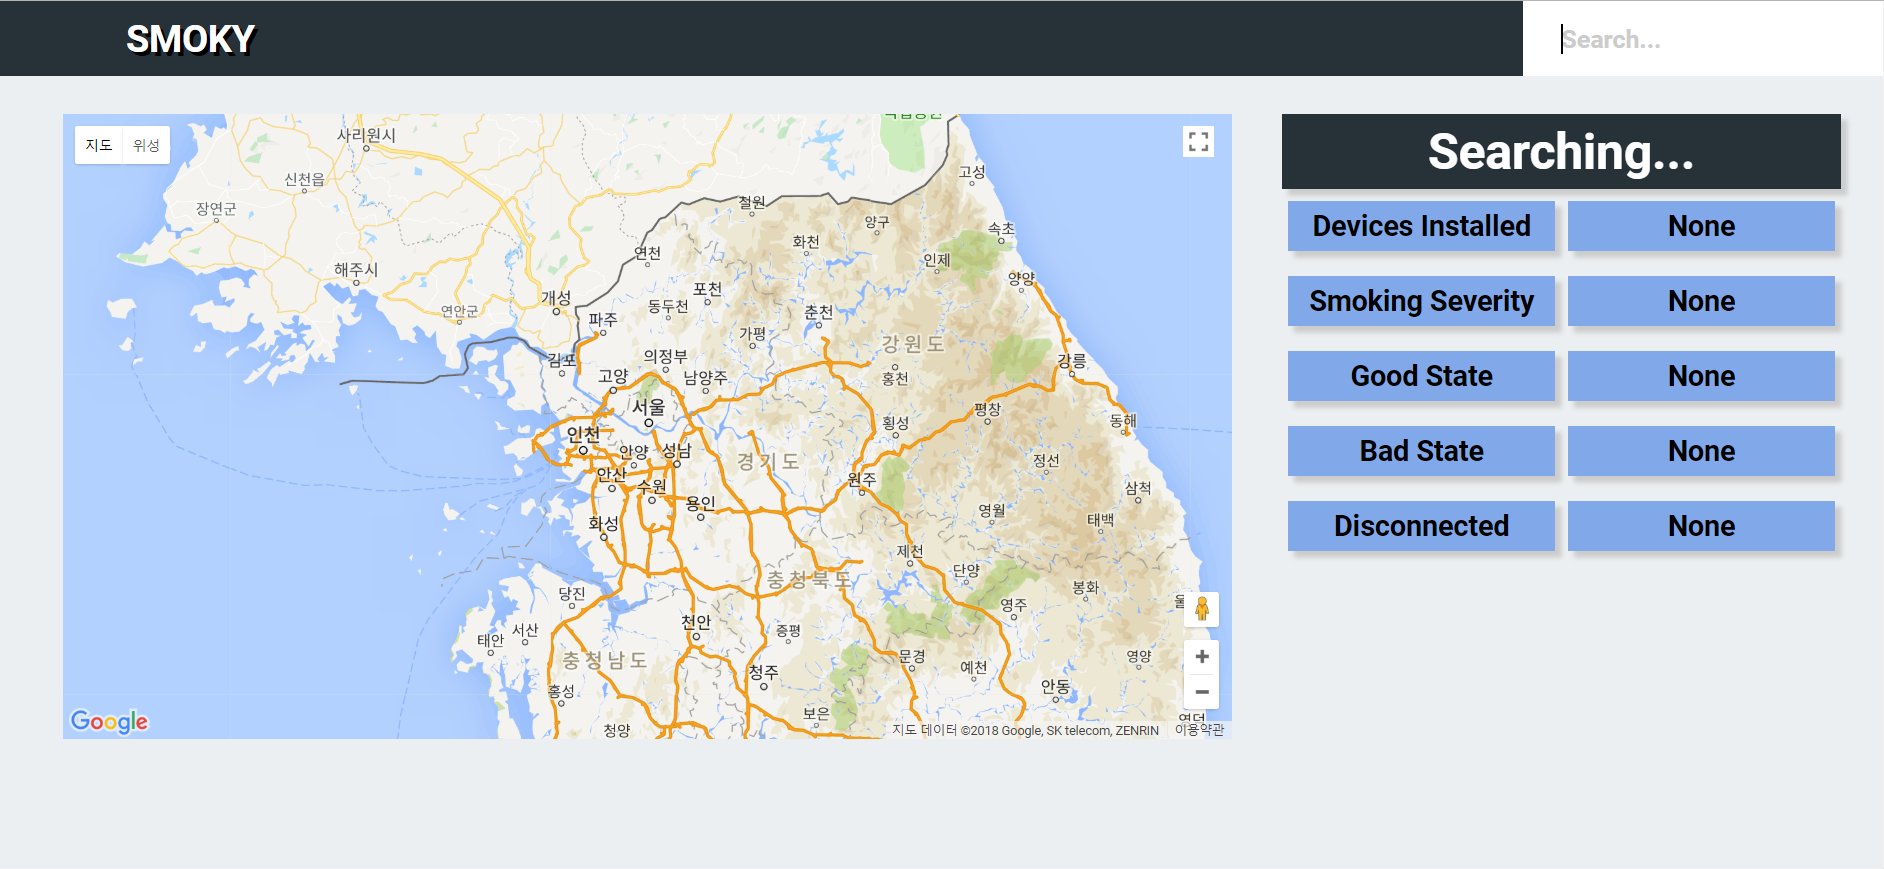 SMOKY
Search...
지도 위성
사리원시
신천읍
장연군
해주시
연안군
개성
고성
철원
양구
속초
화천
연천
인제
양양
포천
동두천
춘천
파주
가평
강원도
김포
의정부
강릉
고양
남양주
홍천
서울
평창
동해
횡성
인천
안양 성남
경기도
정선
안산
수원
원주
삼척
용인
영월
화성
태백
제천
단양
충청북도
봉화
당진
영주
천안
증평
서산
태안
문경
영양
충청남도
예천
청주
안동
홍성
보은
청양
Google
지도 데이터 ©2018 Google, SK telecom, ZENRIN 이용약관
Searching...
Devices Installed None
Smoking Severity None
Good State None
Bad State None
Disconnected None